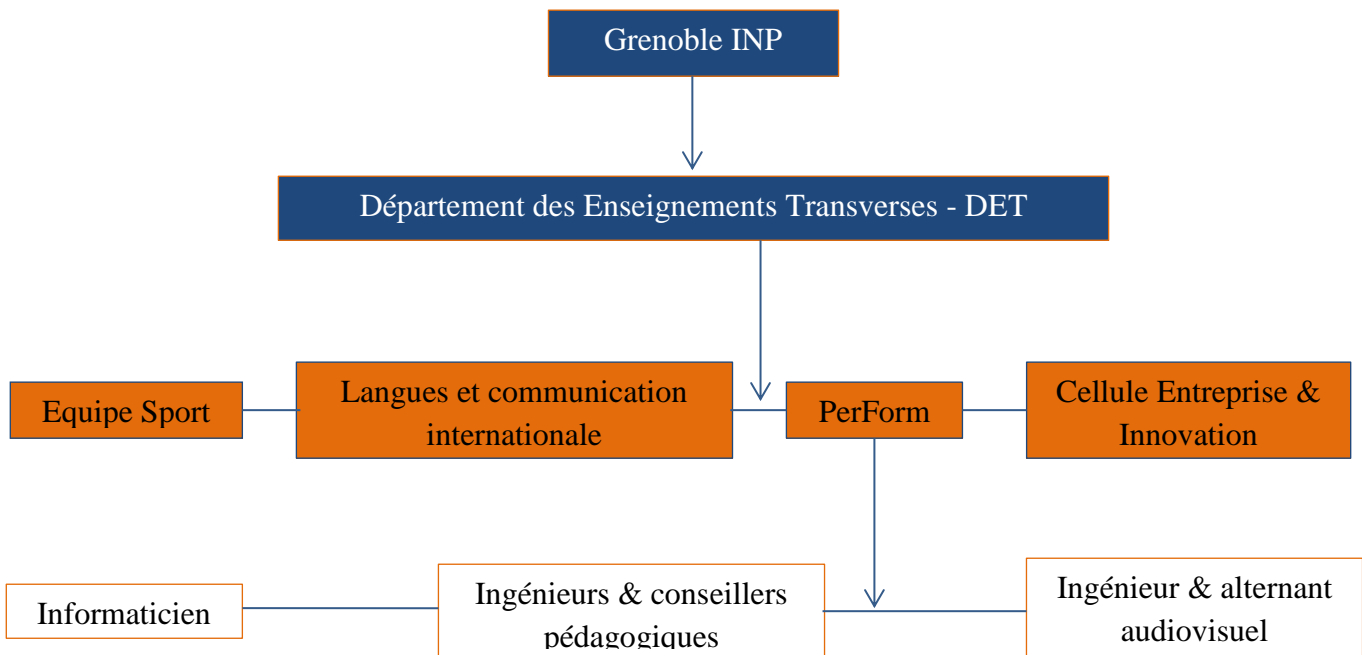 Grenoble INP
Département des Enseignements Transverses - DET
Equipe Sport
Langues et communication
internationale
PerForm
Cellule Entreprise &
Innovation
Informaticien
Ingénieurs & conseillers
pédagogiques
Ingénieur & alternant
audiovisuel